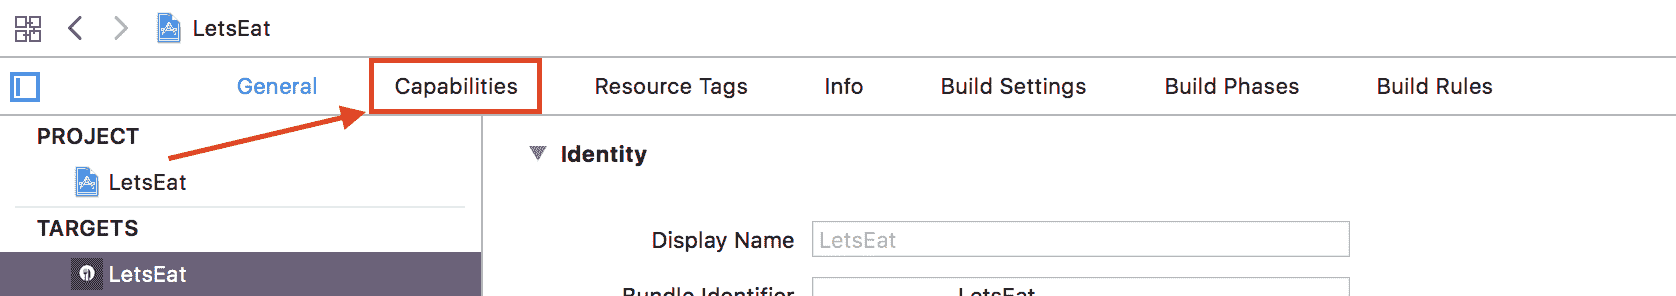 LetsEat
General Capabilities Resource Tags Info Build Settings Build Phases Build Rules
PROJECT
LetsEat
TARGETS
LetsEat
Identity
Display Name LetsEat
Bundle Identifier LetsEat